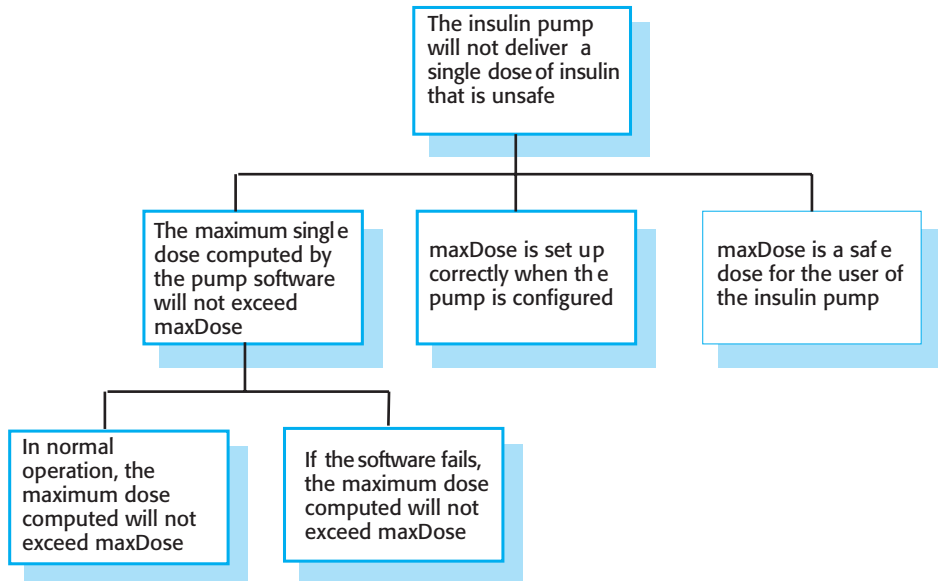 The insulin pump
will not deliver a
single dose of insulin
that is unsafe
The maximum single
dose computed by
the pump software
will not exceed
maxDose
maxDose is set up
correctly when the
pump is configured
maxDose is a safe
dose for the user of
the insulin pump
In normal
operation, the
maximum dose
computed will not
exceed maxDose
If the software fails,
the maximum dose
computed will not
exceed maxDose